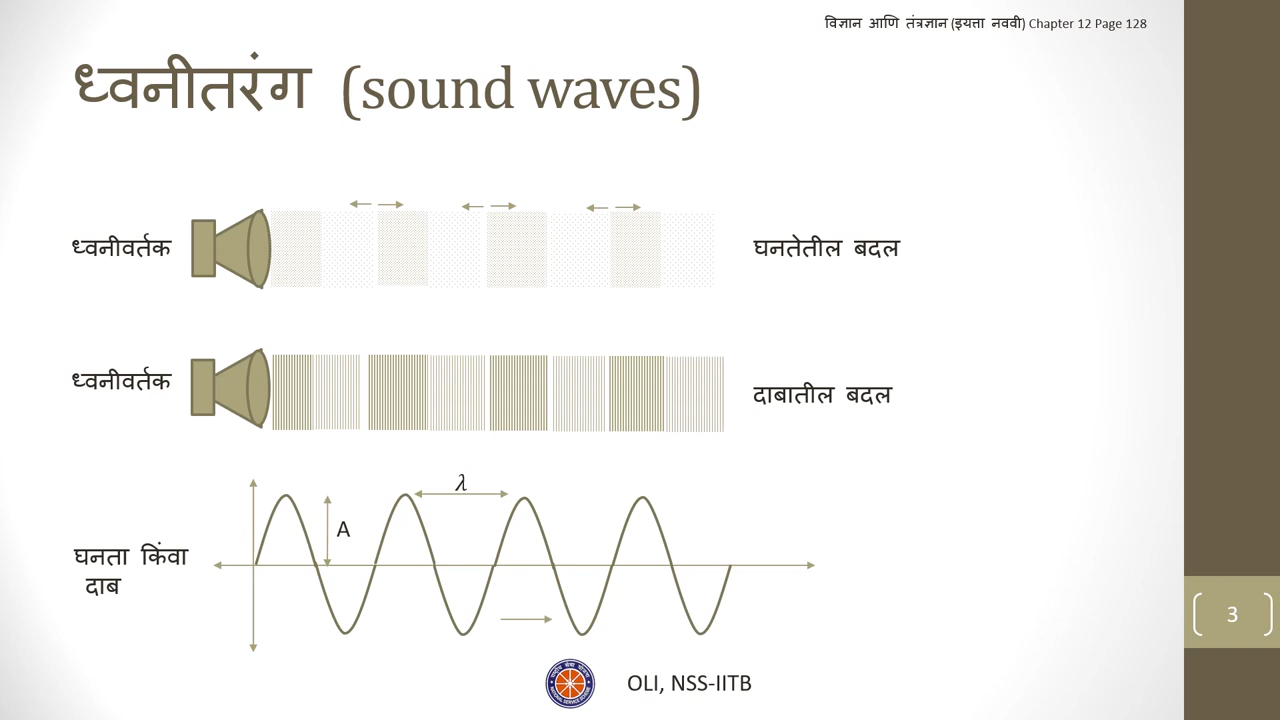 विज्ञान आणि तंत्रज्ञान (इयत्ता नववी) Chapter 12 Page 128
ध्वनीतरंग (sound waves)
ध्वनीवर्तक
घनतेतील बदल
ध्वनीवर्तक
दाबातील बदल
λ
A
घनता किंवा
दाब
3
OLI, NSS-IITB